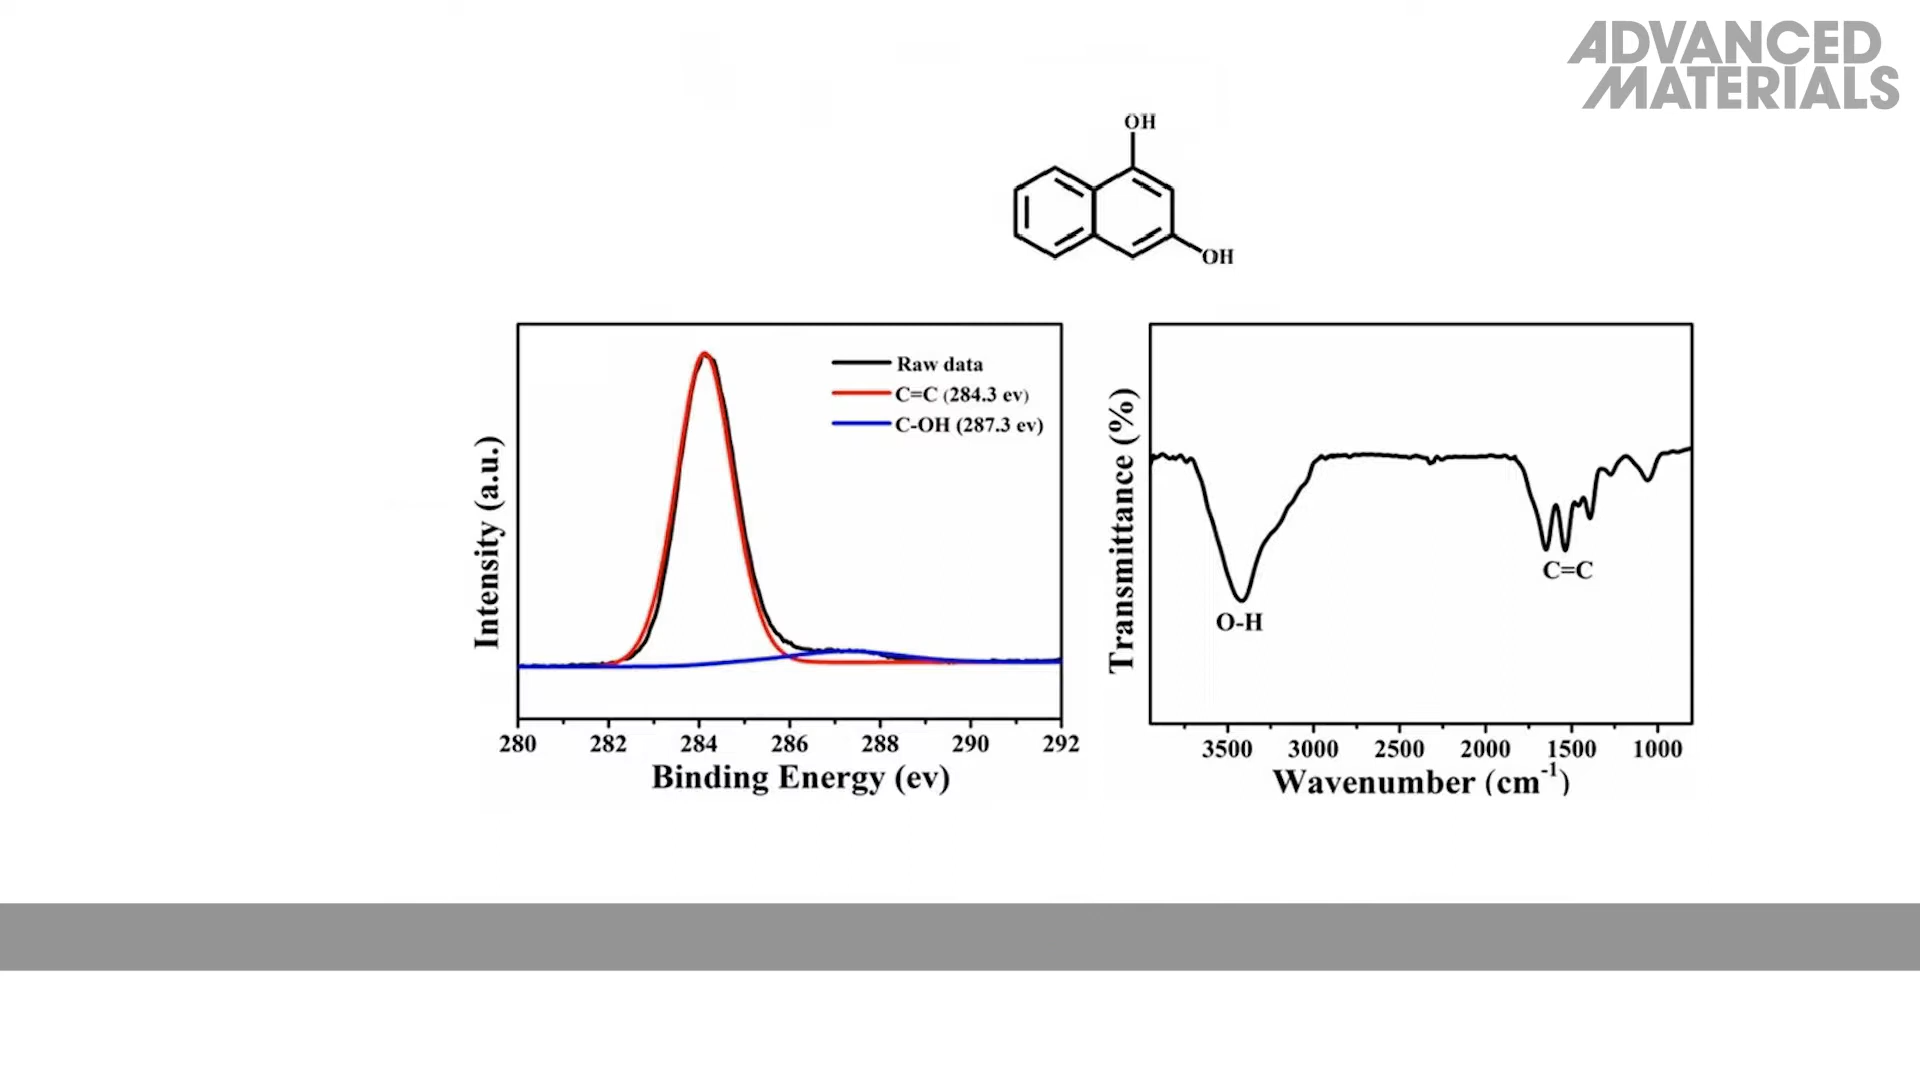 ADVANCED
MATERIALS
OH
OH
Raw data
C=C (284.3 ev)
C-OH (287.3 ev)
Intensity (a.u.)
280 282 284 286 288 290 292
Binding Energy (ev)
Transmittance (%)
O-H
C=C
3500 3000 2500 2000 1500 1000
Wavenumber (cm⁻¹)